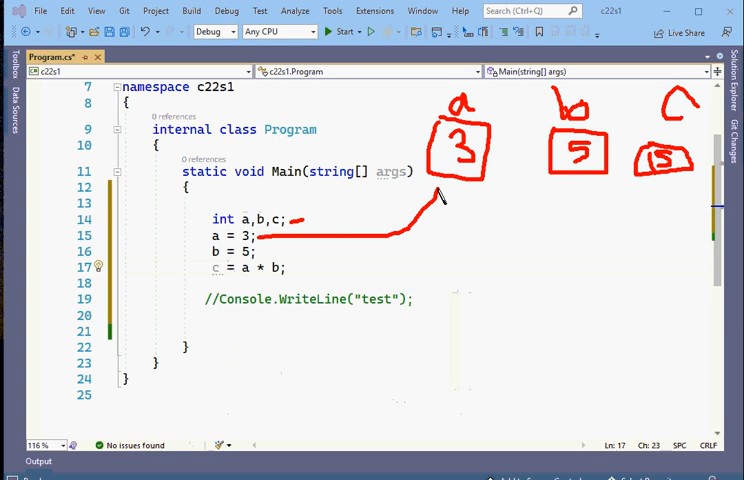 File Edit View Git Project Build Debug Test Analyze Tools Extensions Window Help Search (Ctrl+Q) c22s1
Debug Any CPU Start Live Share
Program.cs*
c22s1 c22s1.Program Main(string[] args)
Toolbox
Data Sources
Solution Explorer
Git Changes
a b c
3 5 15
7 namespace c22s1
8 {
0 references
9 internal class Program
10 {
0 references
11 static void Main(string[] args)
12 {
13
14 int a,b,c;
15 a = 3;
16 b = 5;
17 c = a * b;
18
19 //Console.WriteLine("test");
20
21
22 }
23 }
24 }
25
116 % No issues found Ln: 17 Ch: 23 SPC CRLF
Output